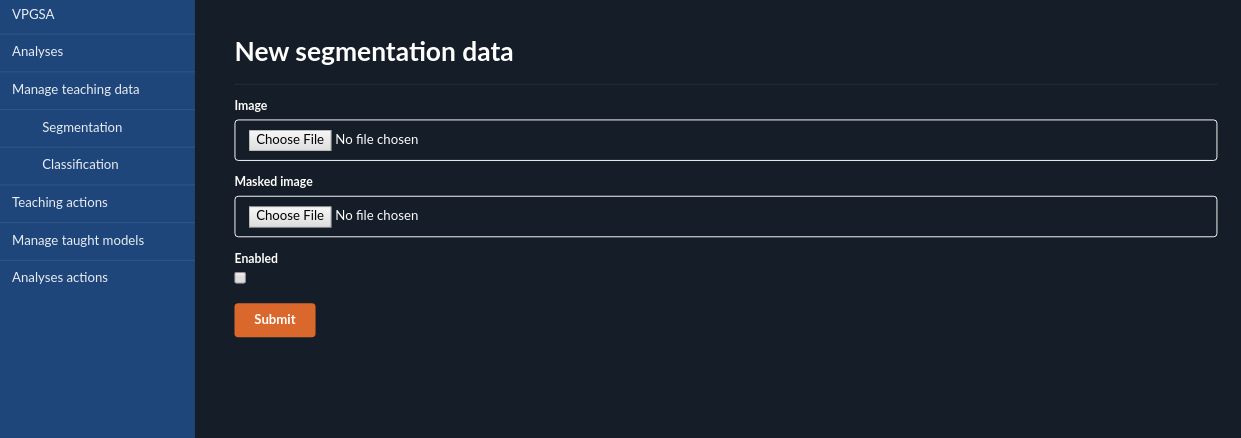 VPGSA
Analyses
Manage teaching data
Segmentation
Classification
Teaching actions
Manage taught models
Analyses actions
New segmentation data
Image
Choose File No file chosen
Masked image
Choose File No file chosen
Enabled
Submit